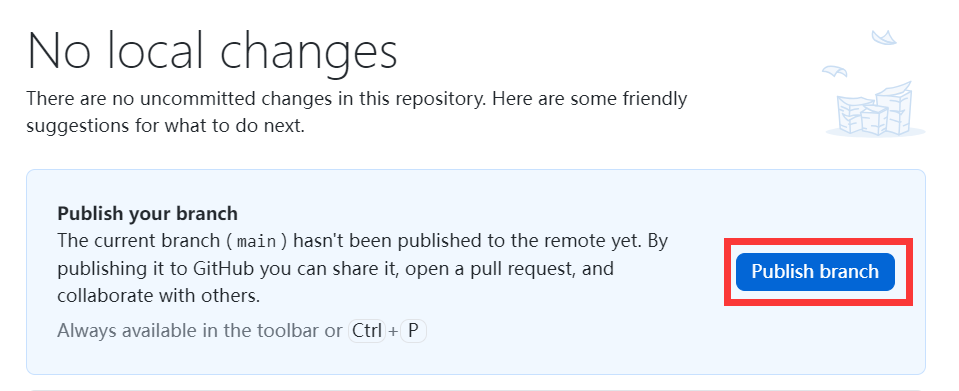 No local changes
There are no uncommitted changes in this repository. Here are some friendly
suggestions for what to do next.
Publish your branch
The current branch (main) hasn't been published to the remote yet. By
publishing it to GitHub you can share it, open a pull request, and
collaborate with others.
Always available in the toolbar or Ctrl + P
Publish branch